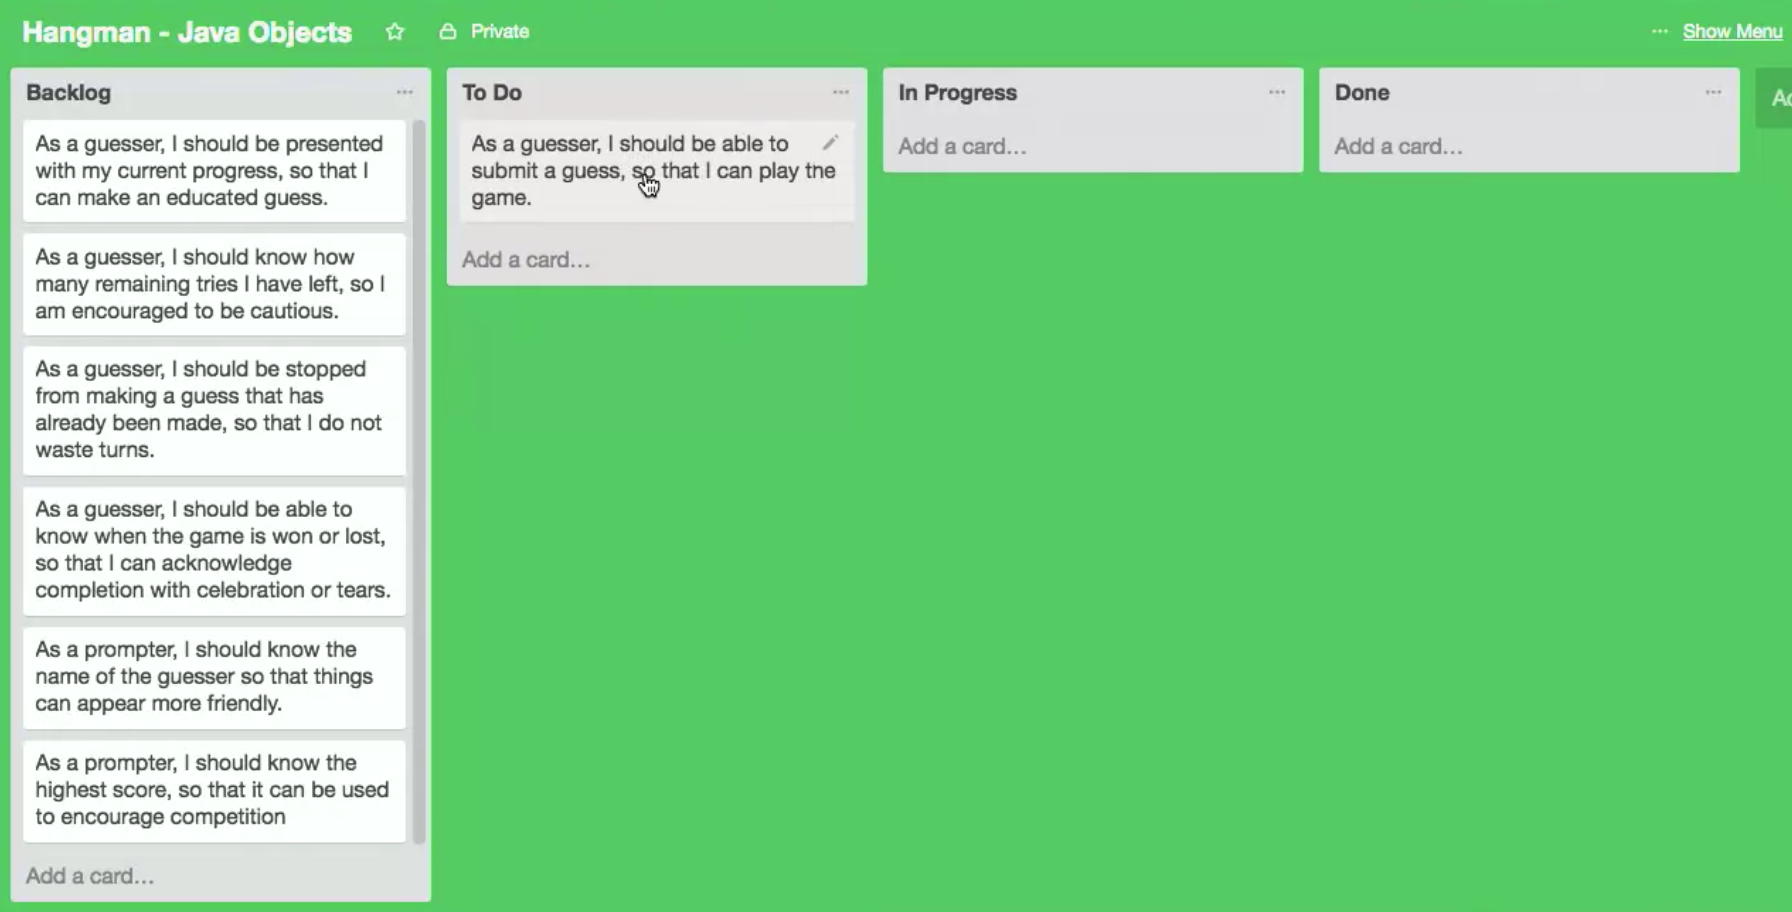 Hangman - Java Objects
Private
... Show Menu
Backlog ...
As a guesser, I should be presented
with my current progress, so that I
can make an educated guess.
As a guesser, I should know how
many remaining tries I have left, so I
am encouraged to be cautious.
As a guesser, I should be stopped
from making a guess that has
already been made, so that I do not
waste turns.
As a guesser, I should be able to
know when the game is won or lost,
so that I can acknowledge
completion with celebration or tears.
As a prompter, I should know the
name of the guesser so that things
can appear more friendly.
As a prompter, I should know the
highest score, so that it can be used
to encourage competition
Add a card...
To Do ...
As a guesser, I should be able to
submit a guess, so that I can play the
game.
Add a card...
In Progress ...
Add a card...
Done ...
Add a card...